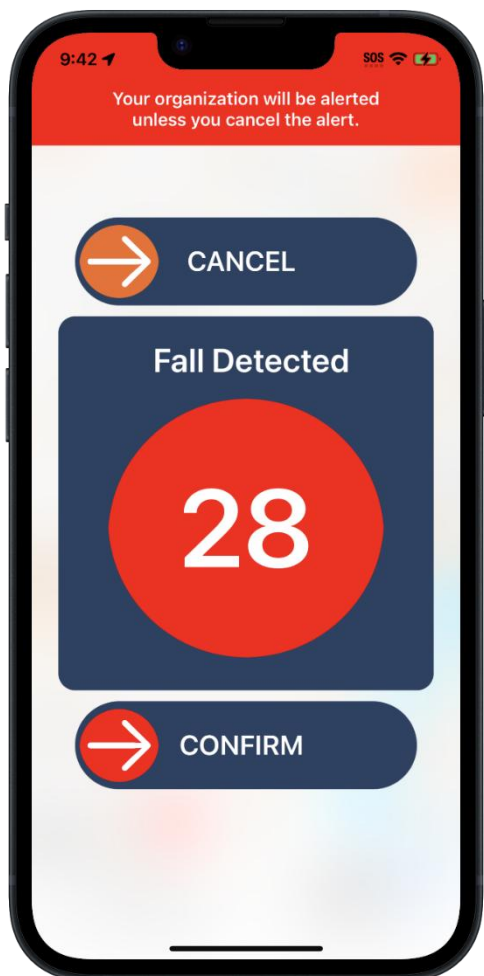 9:42
SOS
Your organization will be alerted
unless you cancel the alert.
CANCEL
Fall Detected
28
CONFIRM